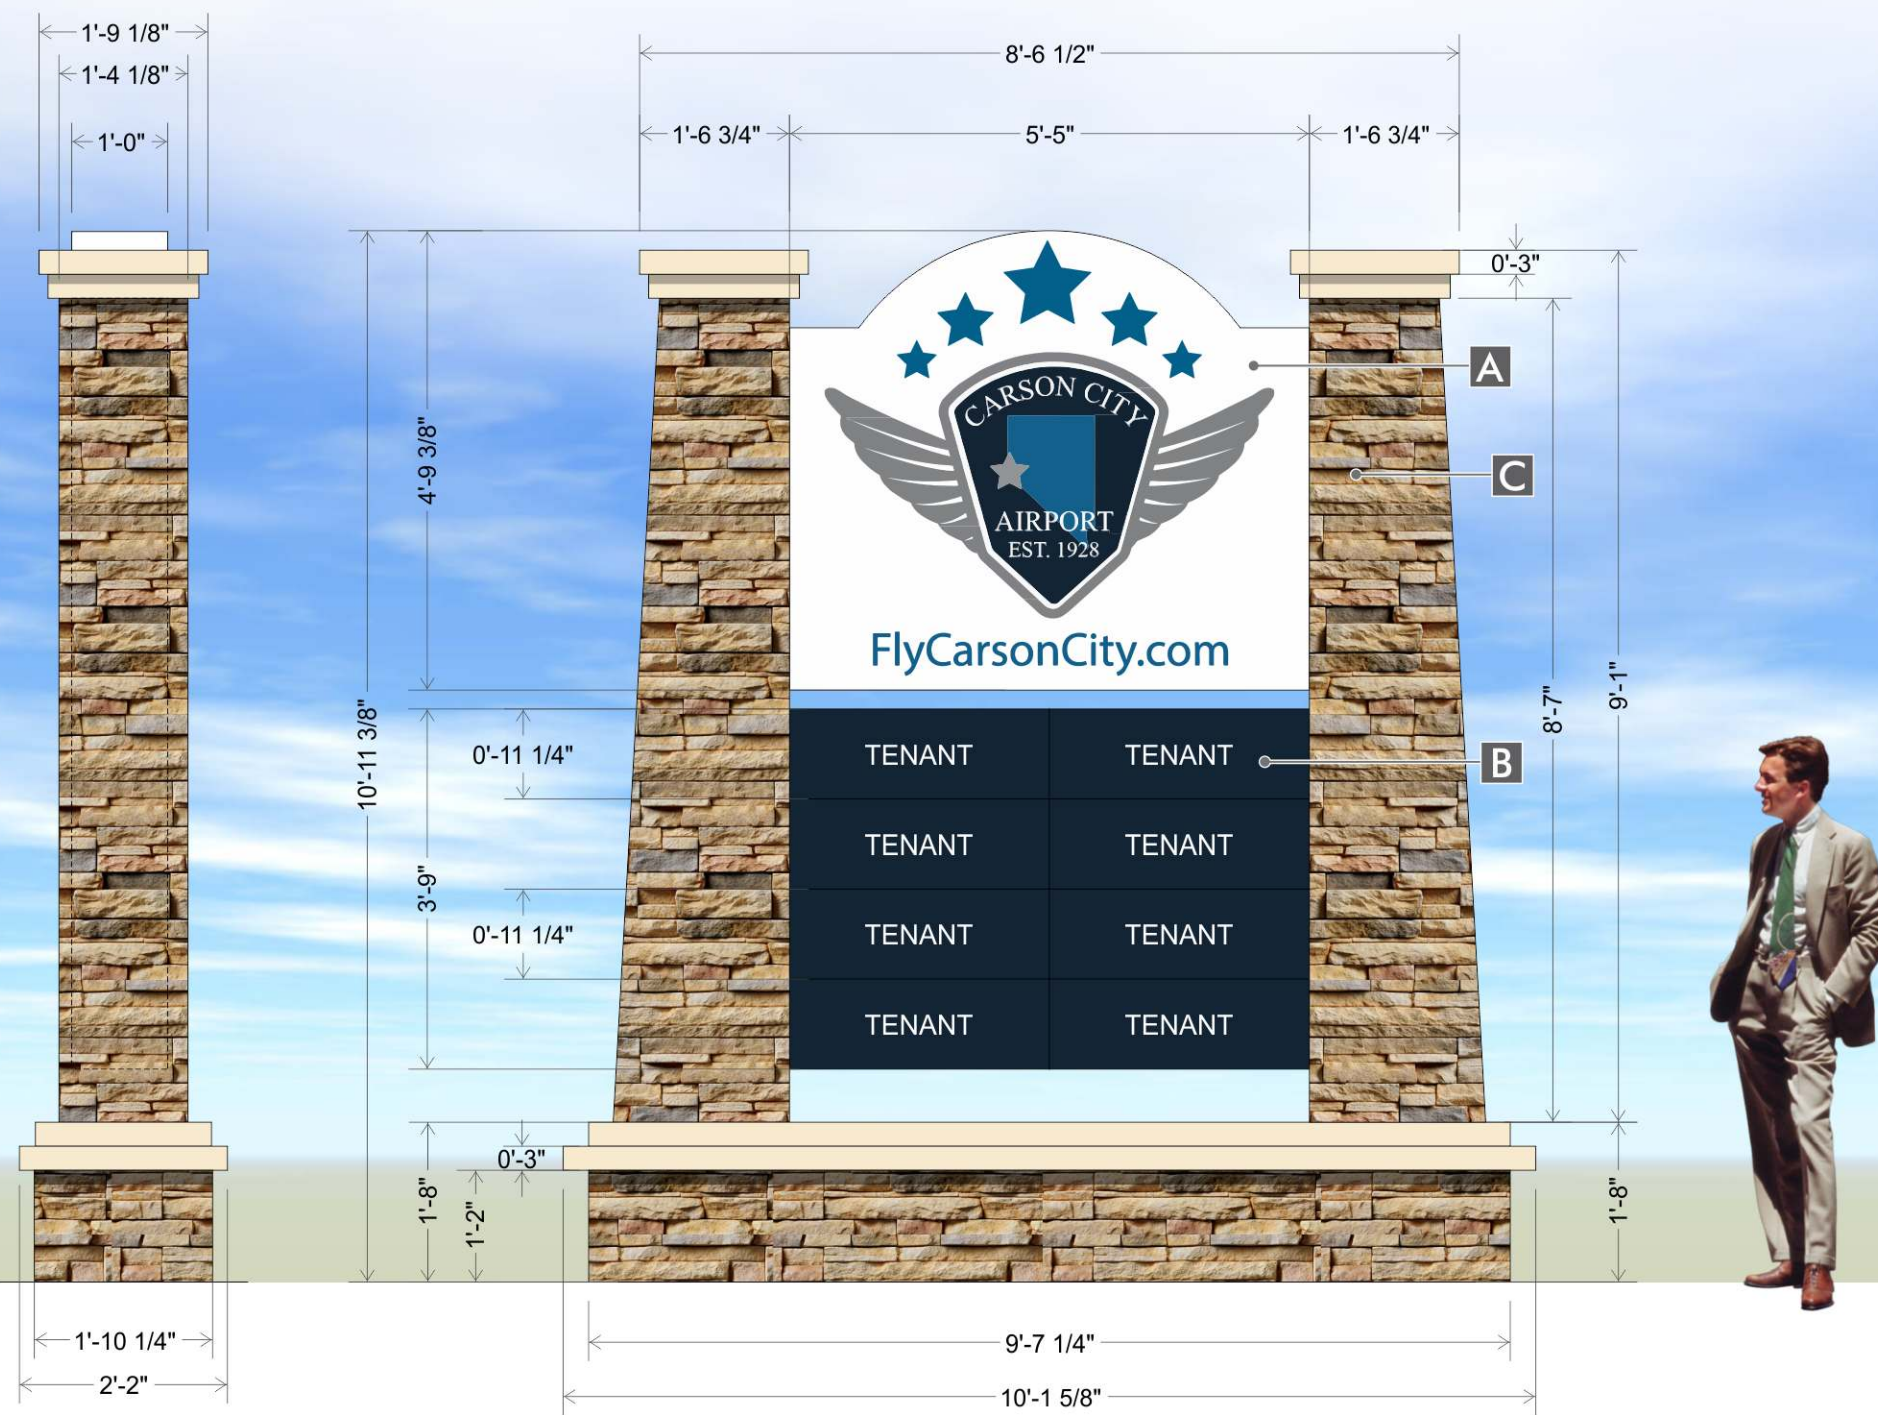 1'-9 1/8"
1'-4 1/8"
1'-0"
8'-6 1/2"
1'-6 3/4"
5'-5"
1'-6 3/4"
0'-3"
A
CARSON CITY
AIRPORT
EST. 1928
C
4'-9 3/8"
FlyCarsonCity.com
10'-11 3/8"
0'-11 1/4"
TENANT
TENANT
B
8'-7"
9'-1"
TENANT
TENANT
3'-9"
0'-11 1/4"
TENANT
TENANT
TENANT
TENANT
0'-3"
1'-8"
1'-2"
1'-8"
1'-10 1/4"
2'-2"
9'-7 1/4"
10'-1 5/8"